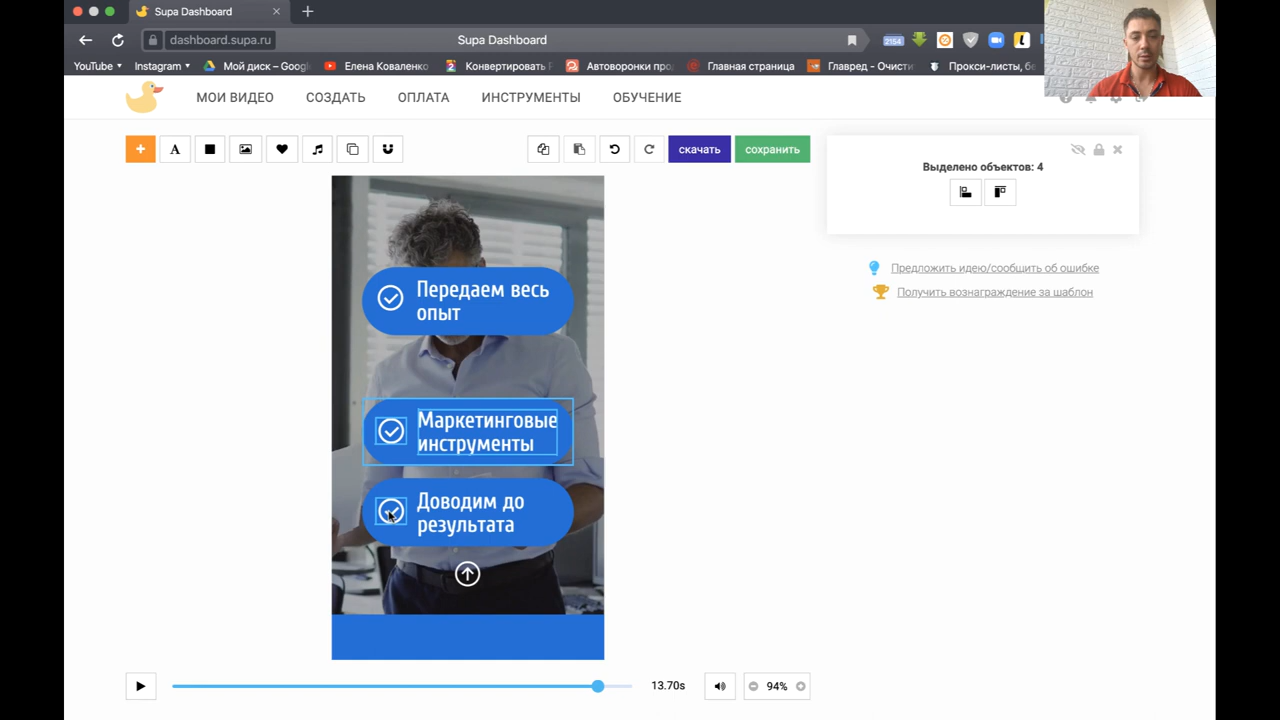 Supa Dashboard
dashboard.supa.ru
Supa Dashboard
2154
YouTube
Instagram
Мой диск – Googl
Елена Коваленко
Конвертировать F
Автоворонки про
Главная страница
Главред - Очисти
Прокси-листы, бе
МОИ ВИДЕО
СОЗДАТЬ
ОПЛАТА
ИНСТРУМЕНТЫ
ОБУЧЕНИЕ
A
скачать
сохранить
Выделено объектов: 4
Предложить идею/сообщить об ошибке
Получить вознаграждение за шаблон
Передаем весь
опыт
Маркетинговые
инструменты
Доводим до
результата
13.70s
94%